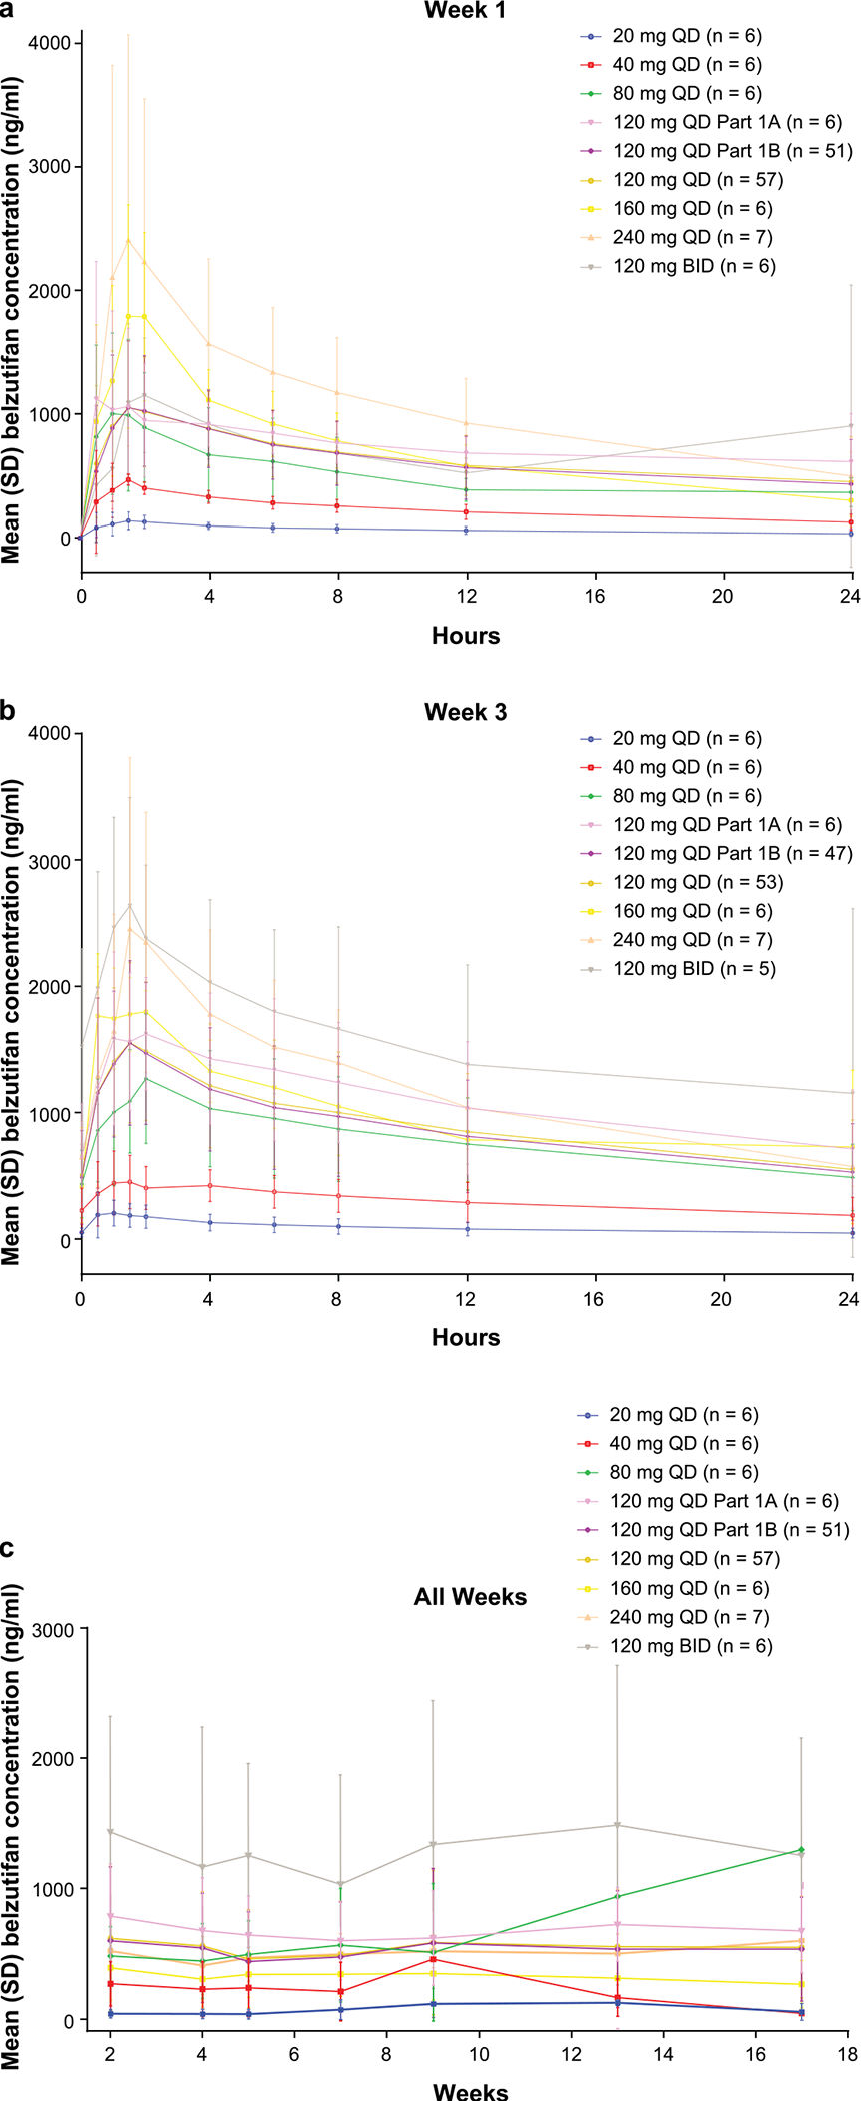 a
Week 1
Mean (SD) belzutifan concentration (ng/ml)
4000
3000
2000
1000
0
20 mg QD (n = 6)
40 mg QD (n = 6)
80 mg QD (n = 6)
120 mg QD Part 1A (n = 6)
120 mg QD Part 1B (n = 51)
120 mg QD (n = 57)
160 mg QD (n = 6)
240 mg QD (n = 7)
120 mg BID (n = 6)
0 4 8 12 16 20 24
Hours
b
Week 3
Mean (SD) belzutifan concentration (ng/ml)
4000
3000
2000
1000
0
20 mg QD (n = 6)
40 mg QD (n = 6)
80 mg QD (n = 6)
120 mg QD Part 1A (n = 6)
120 mg QD Part 1B (n = 47)
120 mg QD (n = 53)
160 mg QD (n = 6)
240 mg QD (n = 7)
120 mg BID (n = 5)
0 4 8 12 16 20 24
Hours
20 mg QD (n = 6)
40 mg QD (n = 6)
80 mg QD (n = 6)
120 mg QD Part 1A (n = 6)
120 mg QD Part 1B (n = 51)
120 mg QD (n = 57)
160 mg QD (n = 6)
240 mg QD (n = 7)
120 mg BID (n = 6)
c
All Weeks
Mean (SD) belzutifan concentration (ng/ml)
3000
2000
1000
0
2 4 6 8 10 12 14 16 18
Weeks